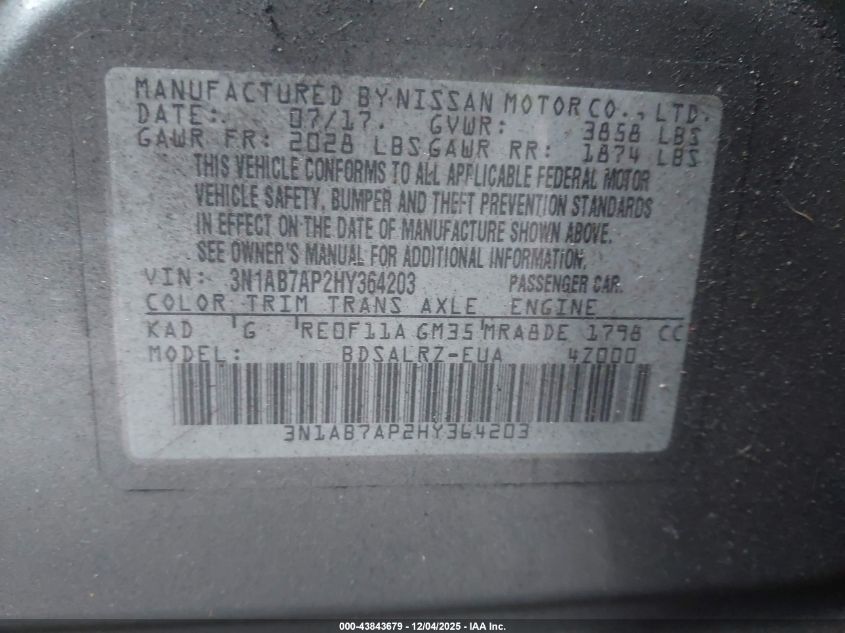 MANUFACTURED BY NISSAN MOTOR CO., LTD.
DATE: 07/17. GVWR: 3858 LBS
GAWR FR: 2028 LBS GAWR RR: 1874 LBS
THIS VEHICLE CONFORMS TO ALL APPLICABLE FEDERAL MOTOR
VEHICLE SAFETY, BUMPER AND THEFT PREVENTION STANDARDS
IN EFFECT ON THE DATE OF MANUFACTURE SHOWN ABOVE.
SEE OWNER'S MANUAL FOR ADDITIONAL INFORMATION.
VIN: 3N1AB7AP2HY364203 PASSENGER CAR.
COLOR TRIM TRANS AXLE ENGINE
KAD G RE0F11A GM35 MRA8DE 1798 CC
MODEL: BDSALRZ-EUA 4Z000
3N1AB7AP2HY364203
000-43843679 - 12/04/2025 - IAA Inc.